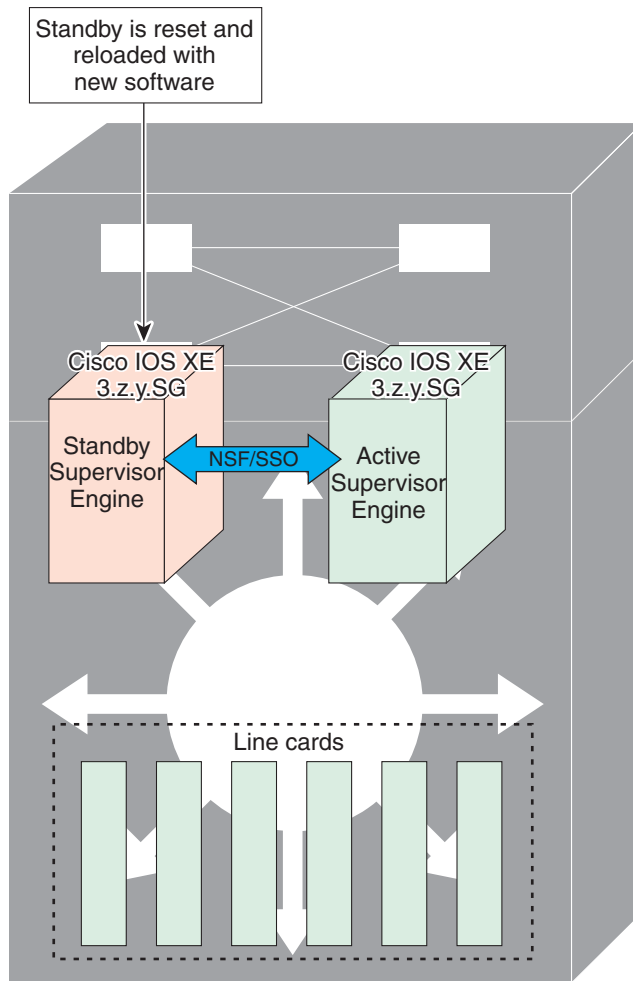 Standby is reset and
reloaded with
new software
Cisco IOS XE
3.z.y.SG
Cisco IOS XE
3.z.y.SG
Standby
Supervisor
Engine
NSF/SSO
Active
Supervisor
Engine
Line cards